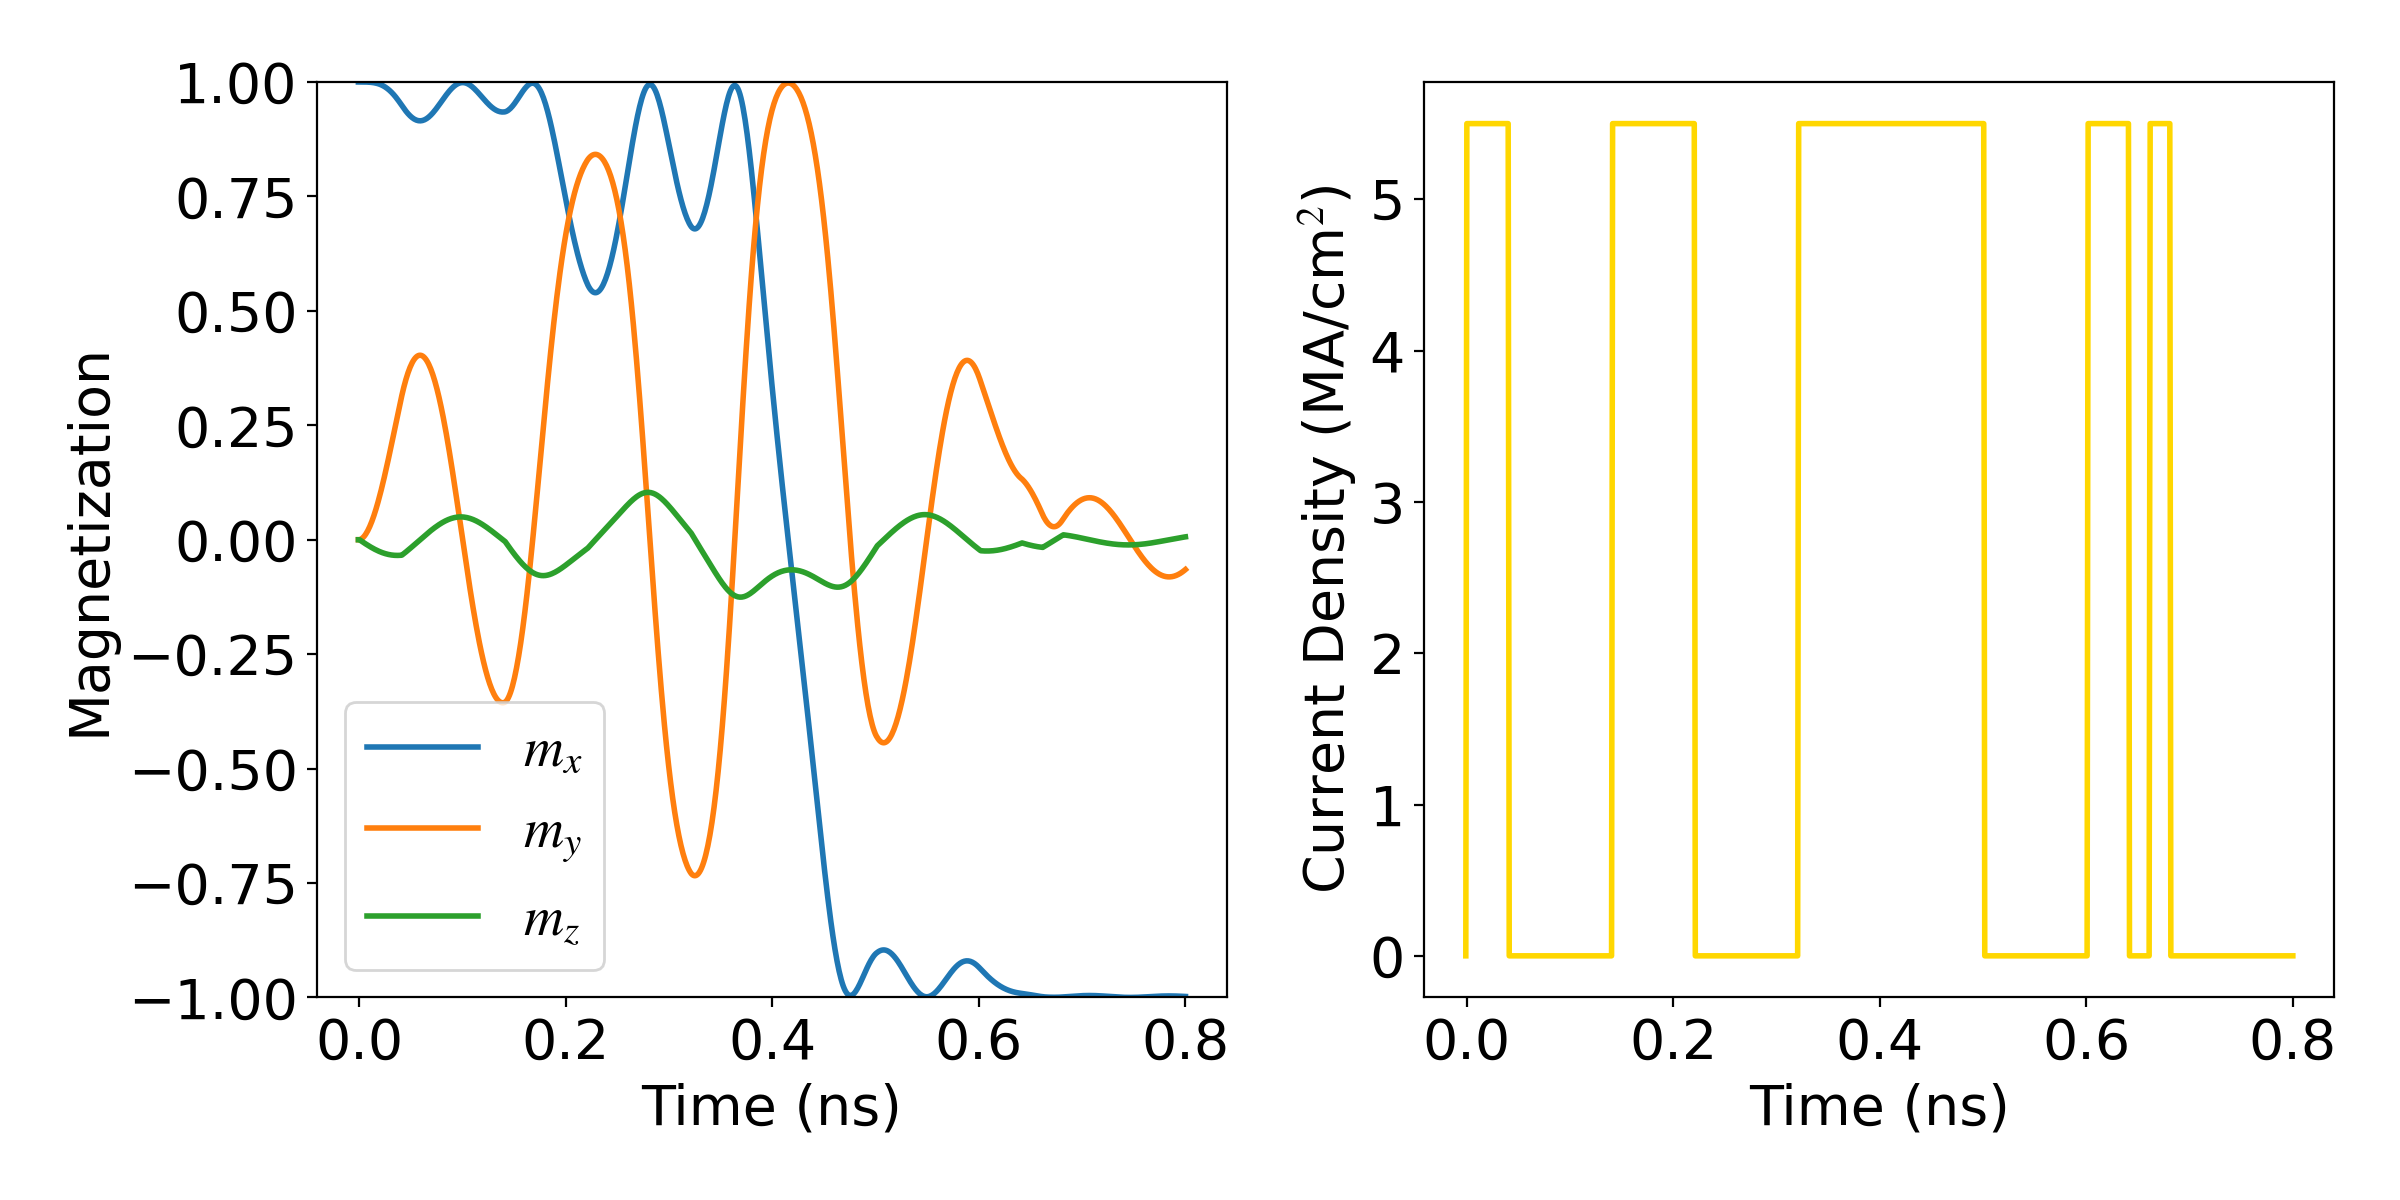 Magnetization
1.00
0.75
0.50
0.25
0.00
−0.25
−0.50
−0.75
−1.00
m_x
m_y
m_z
0.0 0.2 0.4 0.6 0.8
Time (ns)
Current Density (MA/cm²)
5
4
3
2
1
0
0.0 0.2 0.4 0.6 0.8
Time (ns)